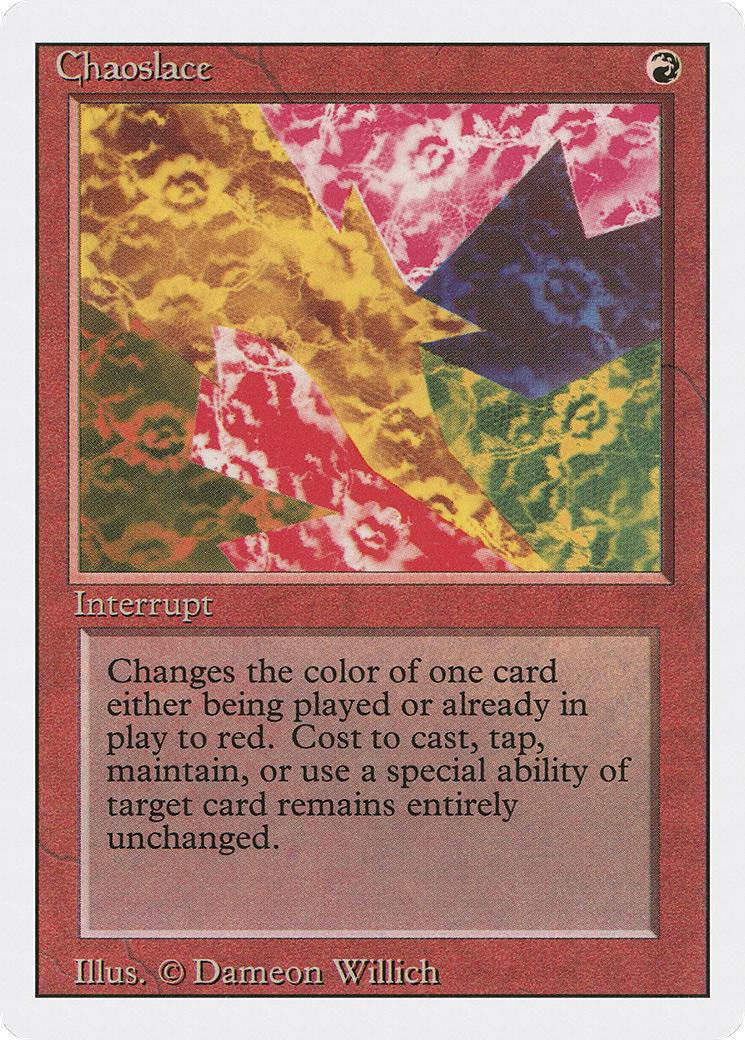 Chaoslace
Interrupt
Changes the color of one card
either being played or already in
play to red. Cost to cast, tap,
maintain, or use a special ability of
target card remains entirely
unchanged.
Illus. © Dameon Willich